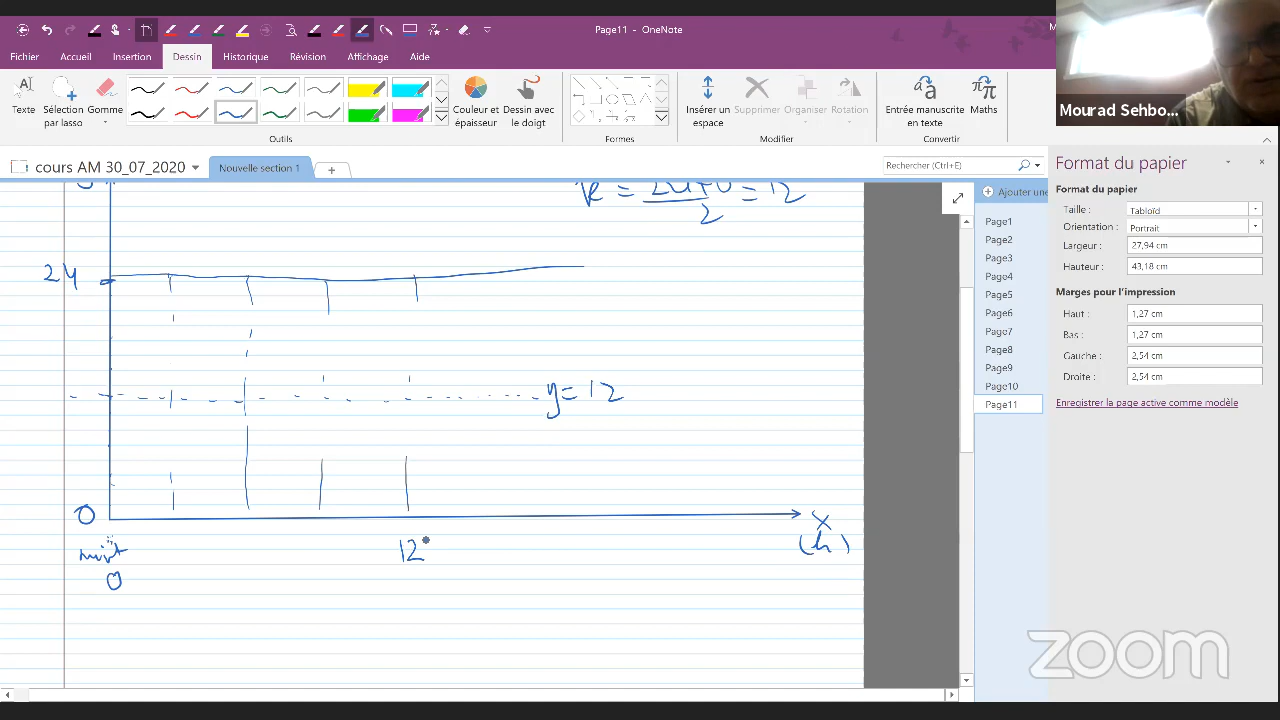 Page11 - OneNote
Fichier Accueil Insertion Dessin Historique Révision Affichage Aide
Texte
Sélection par lasso
Gomme
Couleur et épaisseur
Dessin avec le doigt
Insérer un espace
Supprimer
Organiser
Rotation
Entrée manuscrite en texte
Maths
Outils
Formes
Modifier
Convertir
Mourad Sehbo...
cours AM 30_07_2020
Nouvelle section 1
+
Rechercher (Ctrl+E)
Ajouter une
Page1
Page2
Page3
Page4
Page5
Page6
Page7
Page8
Page9
Page10
Page11
Format du papier
Format du papier
Taille : Tabloïd
Orientation : Portrait
Largeur : 27,94 cm
Hauteur : 43,18 cm
Marges pour l'impression
Haut : 1,27 cm
Bas : 1,27 cm
Gauche : 2,54 cm
Droite : 2,54 cm
Enregistrer la page active comme modèle
= 12
2
24
y = 12
0
x
(h)
12
0
zoom